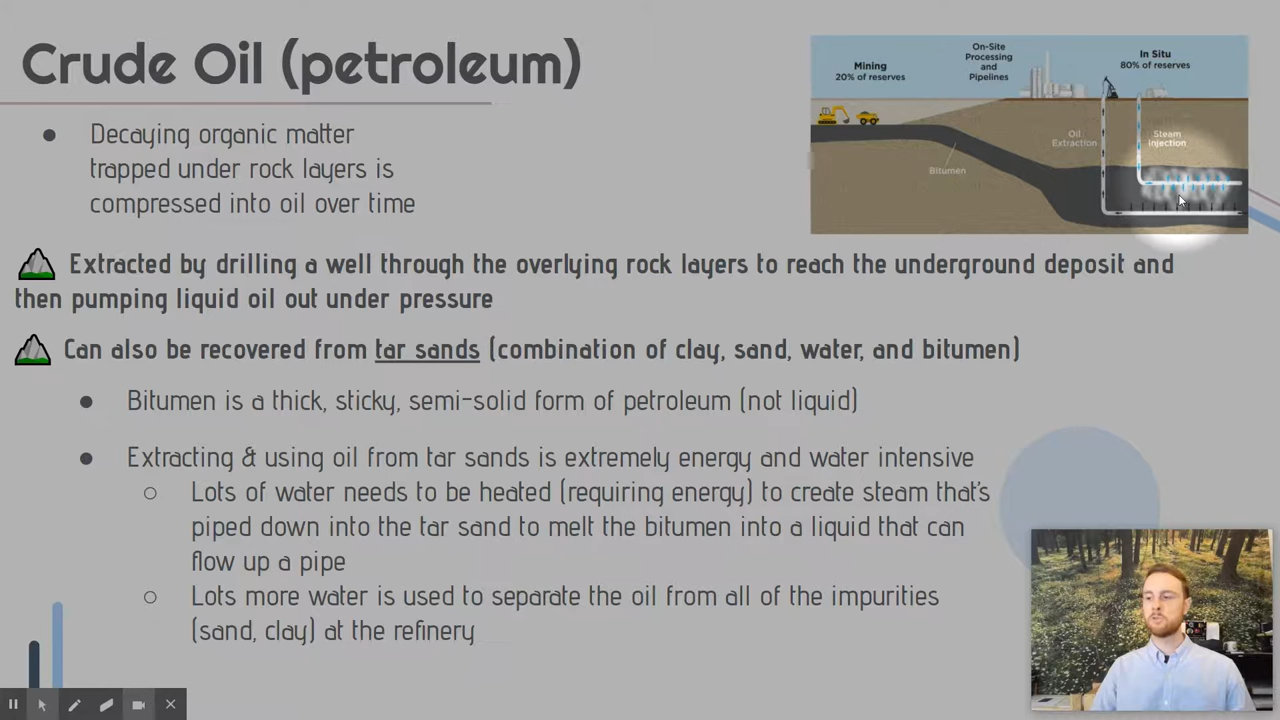 Crude Oil (petroleum)
● Decaying organic matter
trapped under rock layers is
compressed into oil over time
Mining
20% of reserves
On-Site
Processing
and
Pipelines
In Situ
80% of reserves
Bitumen
Oil
Extraction
Steam
Injection
Extracted by drilling a well through the overlying rock layers to reach the underground deposit and
then pumping liquid oil out under pressure
Can also be recovered from tar sands (combination of clay, sand, water, and bitumen)
● Bitumen is a thick, sticky, semi-solid form of petroleum (not liquid)
● Extracting & using oil from tar sands is extremely energy and water intensive
○ Lots of water needs to be heated (requiring energy) to create steam that's
piped down into the tar sand to melt the bitumen into a liquid that can
flow up a pipe
○ Lots more water is used to separate the oil from all of the impurities
(sand, clay) at the refinery